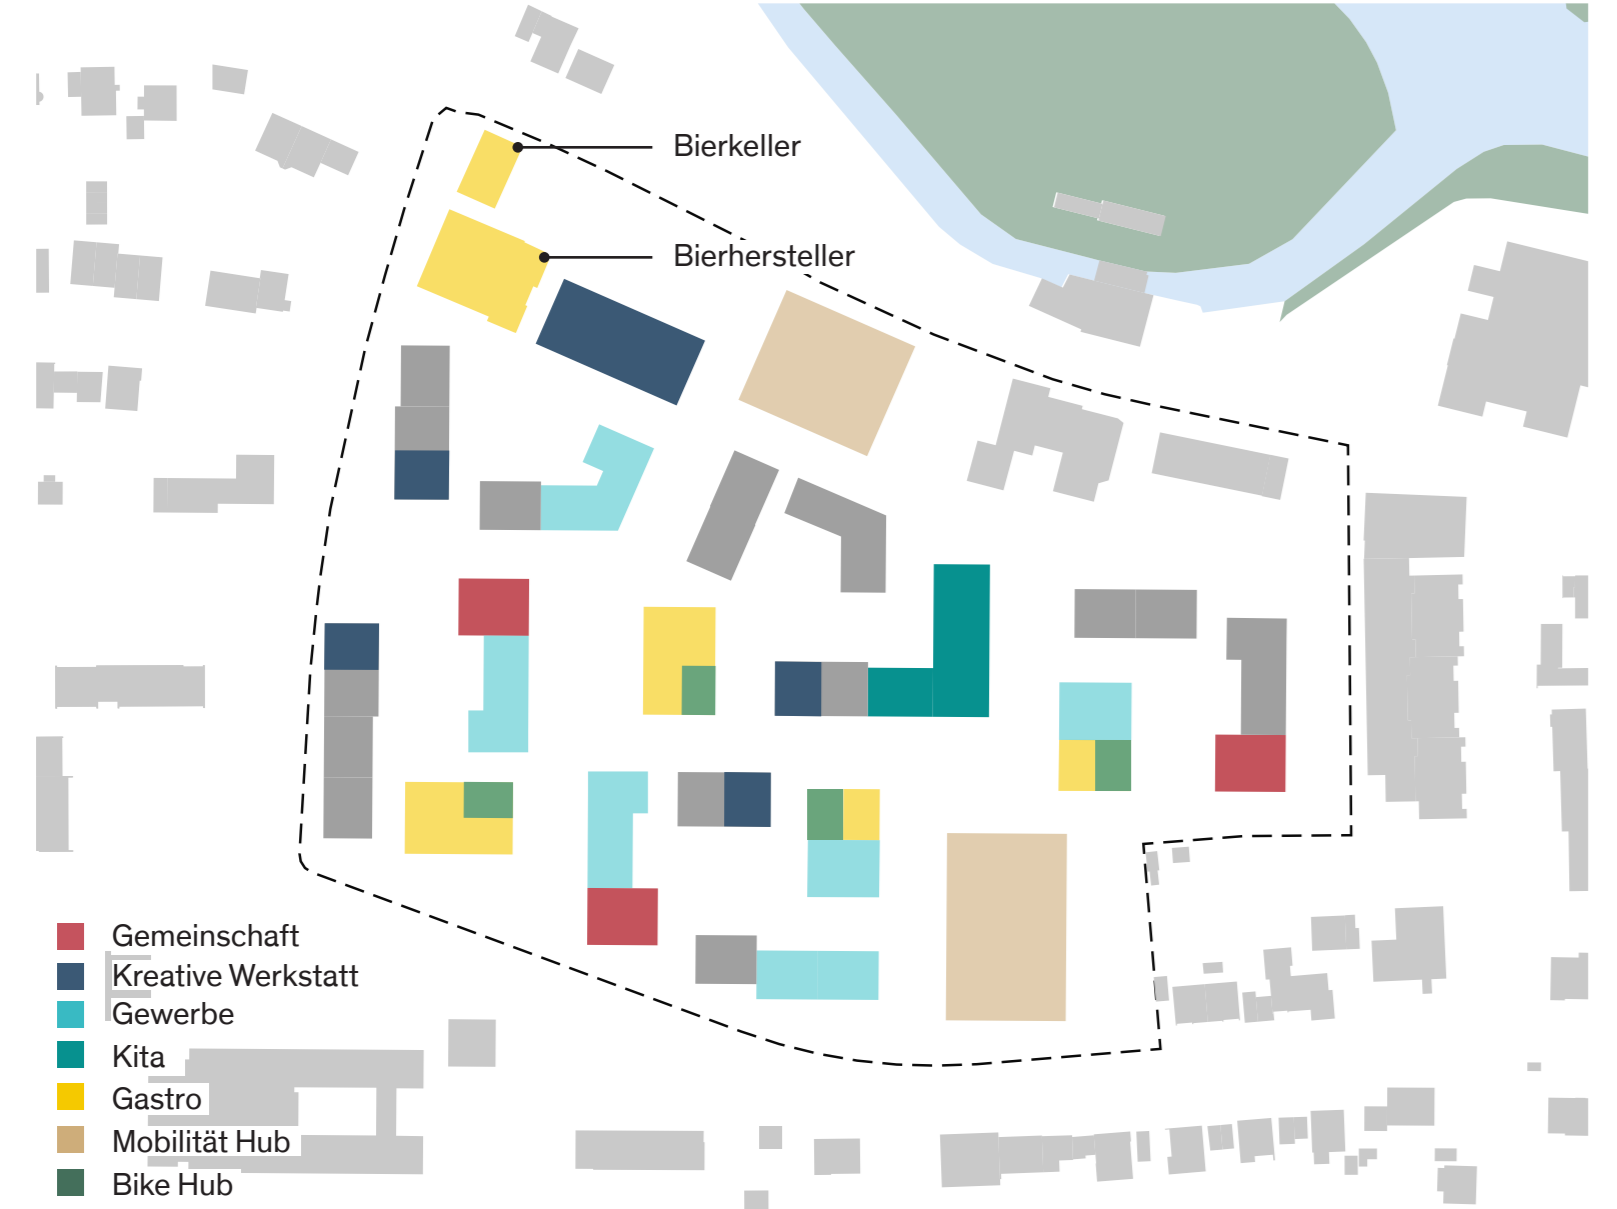 Bierkeller
Bierhersteller
Gemeinschaft
Kreative Werkstatt
Gewerbe
Kita
Gastro
Mobilität Hub
Bike Hub